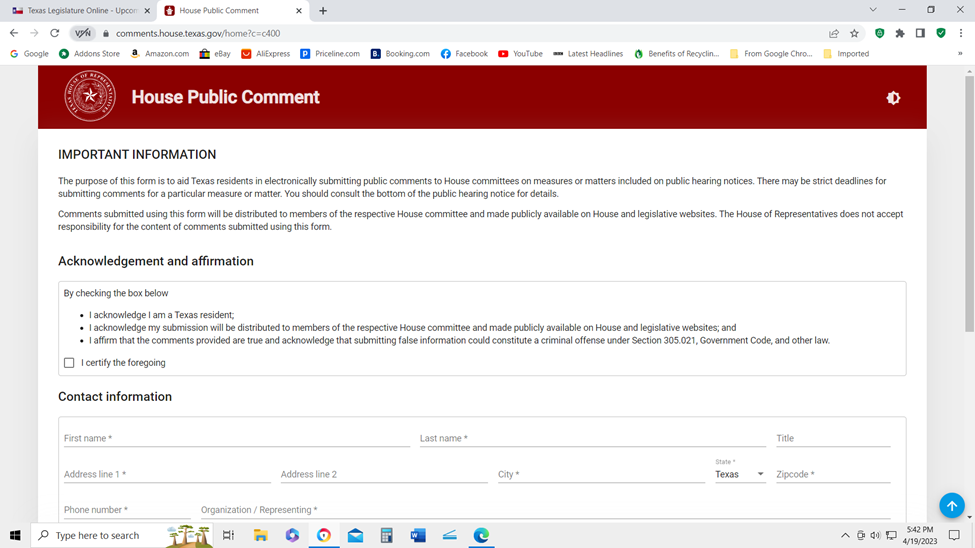 Texas Legislature Online - Upcom
House Public Comment
VPN
comments.house.texas.gov/home?c=c400
Google
Addons Store
Amazon.com
eBay
AliExpress
Priceline.com
Booking.com
Facebook
YouTube
Latest Headlines
Benefits of Recyclin...
From Google Chro...
Imported
»
House Public Comment
IMPORTANT INFORMATION
The purpose of this form is to aid Texas residents in electronically submitting public comments to House committees on measures or matters included on public hearing notices. There may be strict deadlines for
submitting comments for a particular measure or matter. You should consult the bottom of the public hearing notice for details.
Comments submitted using this form will be distributed to members of the respective House committee and made publicly available on House and legislative websites. The House of Representatives does not accept
responsibility for the content of comments submitted using this form.
Acknowledgement and affirmation
By checking the box below
• I acknowledge I am a Texas resident;
• I acknowledge my submission will be distributed to members of the respective House committee and made publicly available on House and legislative websites; and
• I affirm that the comments provided are true and acknowledge that submitting false information could constitute a criminal offense under Section 305.021, Government Code, and other law.
I certify the foregoing
Contact information
First name *
Last name *
Title
Address line 1 *
Address line 2
City *
State *
Texas
Zipcode *
Phone number *
Organization / Representing *
Type here to search
5:42 PM
4/19/2023